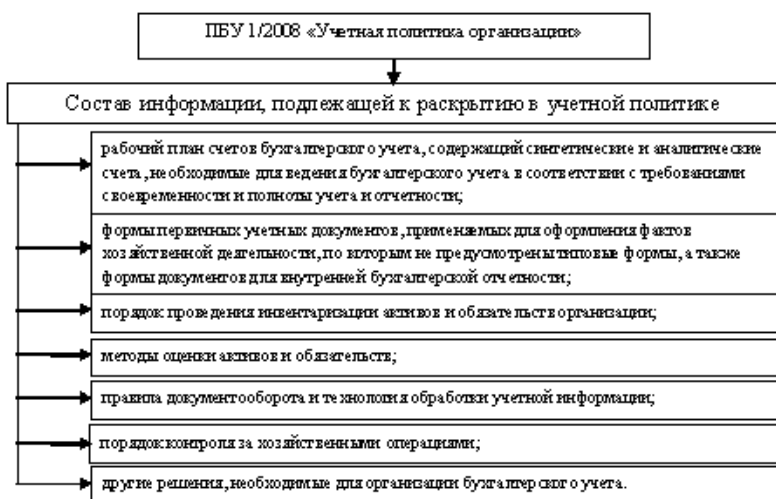 ПБУ 1/2008 «Учетная политика организации»
Состав информации, подлежащей к раскрытию в учетной политике
рабочий план счетов бухгалтерского учета, содержащий синтетические и аналитические
счета, необходимые для ведения бухгалтерского учета в соответствии с требованиями
своевременности и полноты учета и отчетности;
формы первичных учетных документов, применяемых для оформления фактов
хозяйственной деятельности, по которым не предусмотрены типовые формы, а также
формы документов для внутренней бухгалтерской отчетности;
порядок проведения инвентаризации активов и обязательств организации;
методы оценки активов и обязательств;
правила документооборота и технология обработки учетной информации;
порядок контроля за хозяйственными операциями;
другие решения, необходимые для организации бухгалтерского учета.